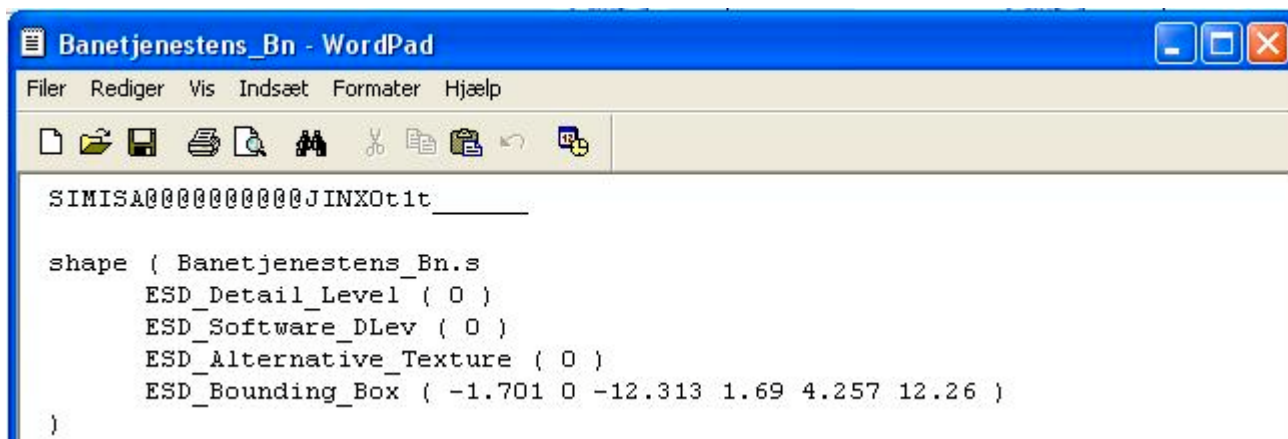 Banetjenestens_Bn - WordPad
Filer Rediger Vis Indsæt Formater Hjælp
SIMISA@@@@@@@@@@JINX0t1t______
shape ( Banetjenestens_Bn.s
ESD_Detail_Level ( 0 )
ESD_Software_DLev ( 0 )
ESD_Alternative_Texture ( 0 )
ESD_Bounding_Box ( -1.701 0 -12.313 1.69 4.257 12.26 )
)